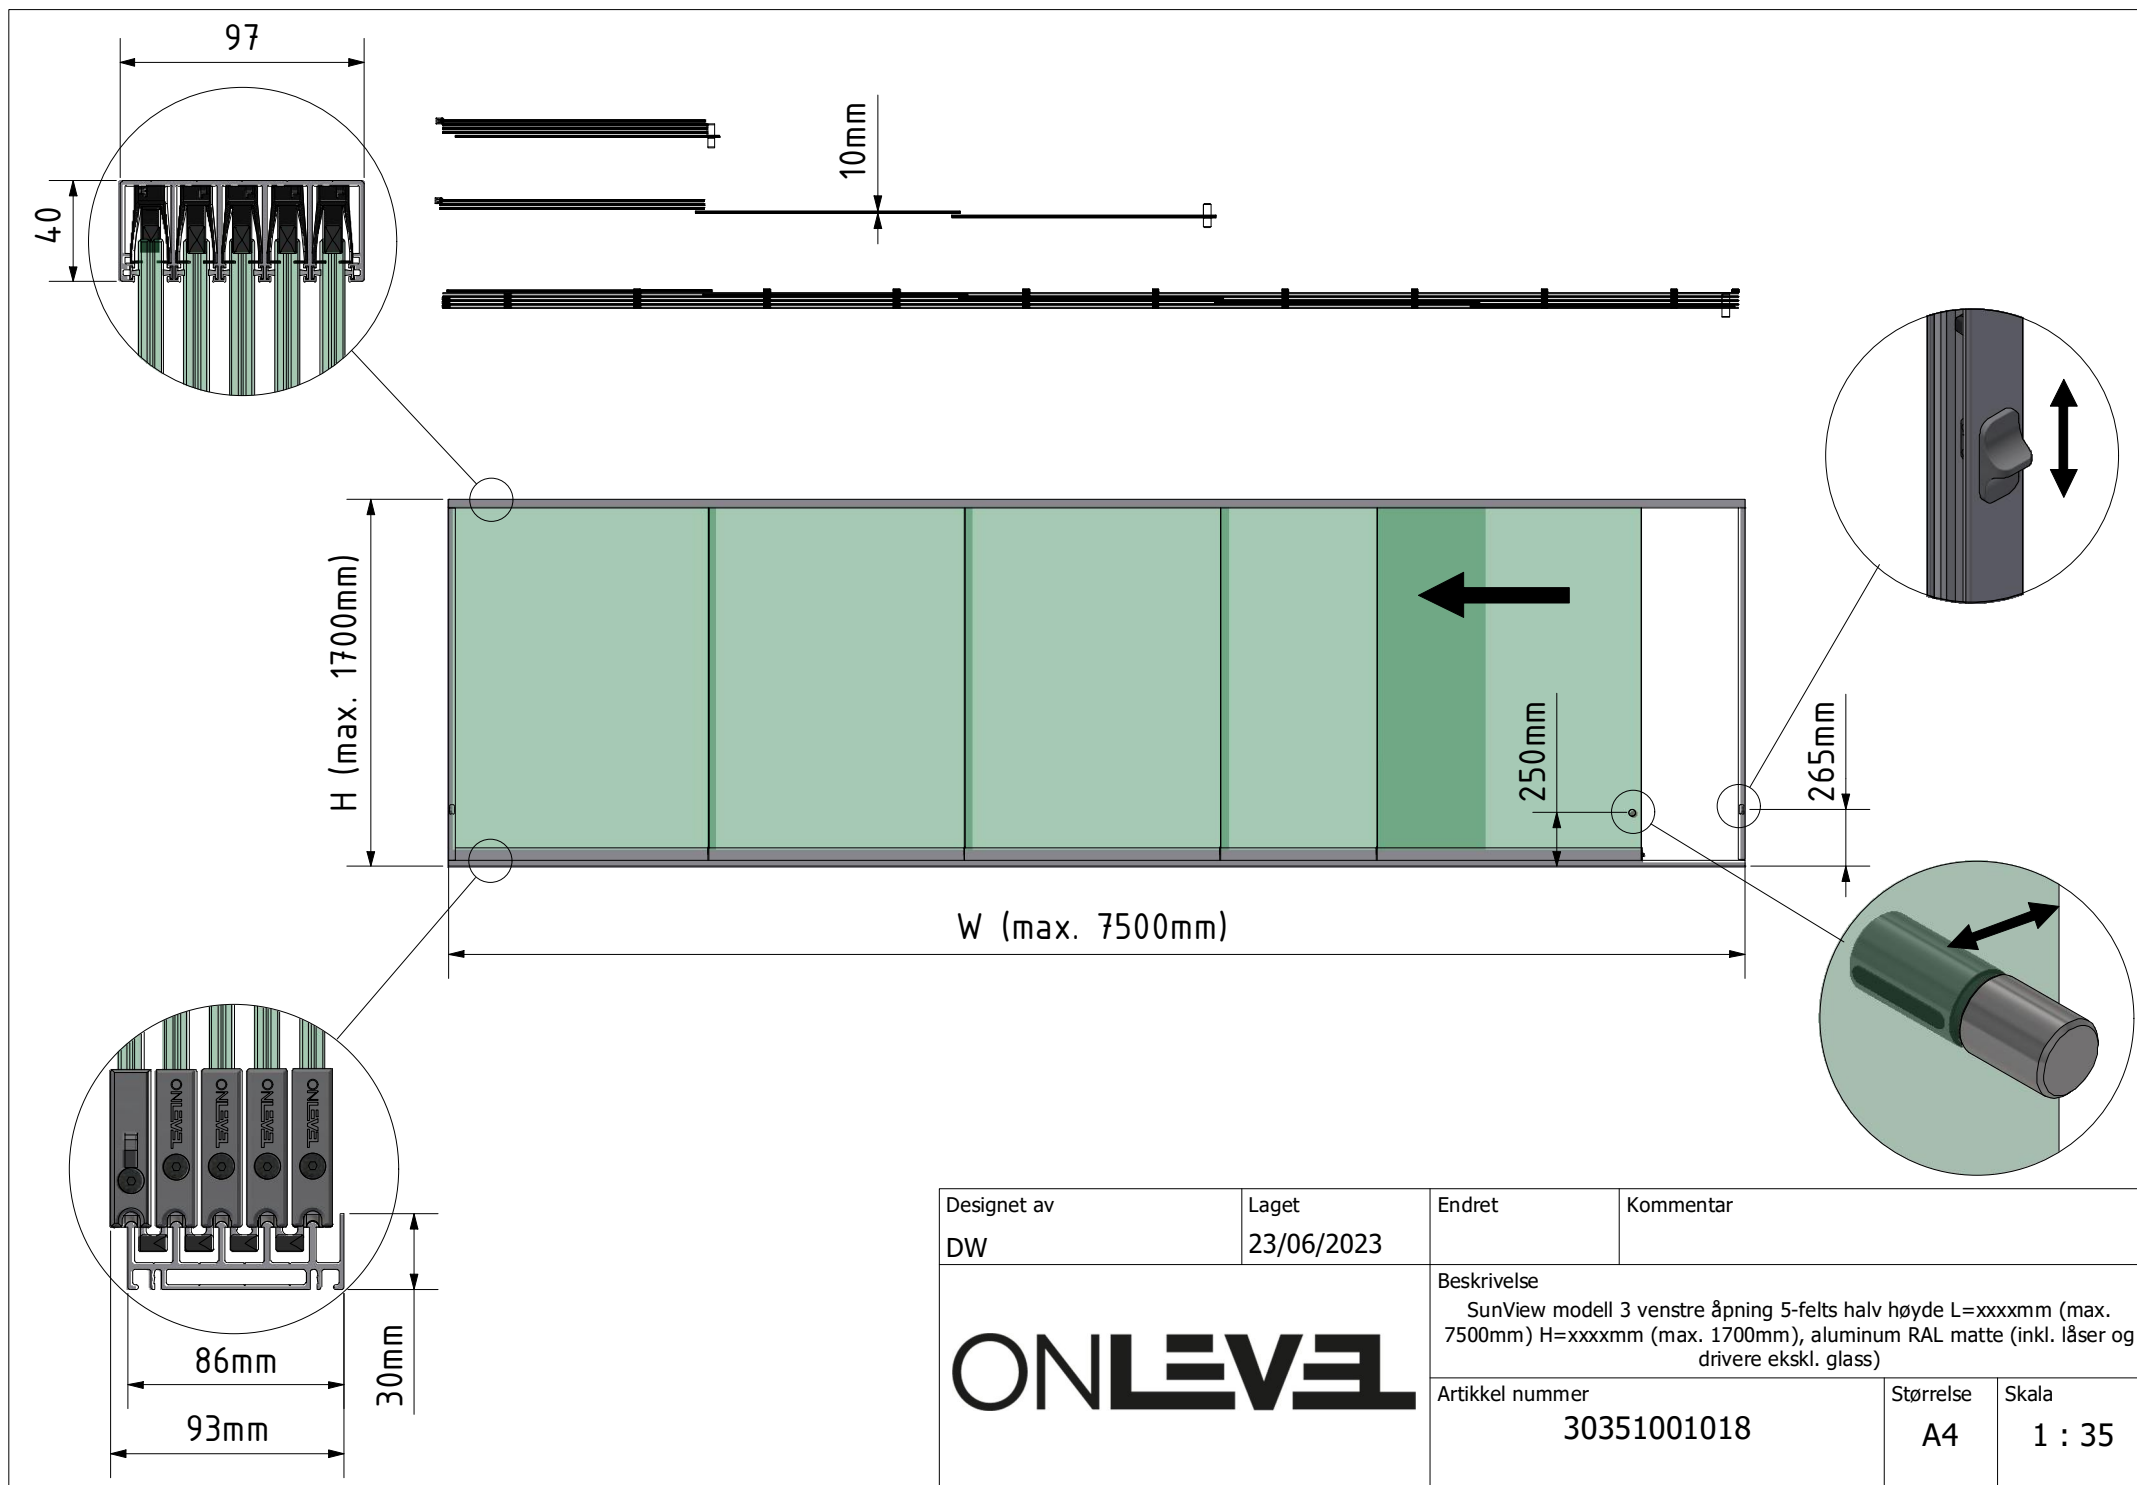 97
40
10mm
H (max. 1700mm)
250mm
265mm
W (max. 7500mm)
ONLEVEL
ONLEVEL
ONLEVEL
ONLEVEL
86mm
93mm
30mm
Designet av
DW
Laget
23/06/2023
Endret
Kommentar
ONLEVEL
Beskrivelse
SunView modell 3 venstre åpning 5-felts halv høyde L=xxxxmm (max.
7500mm) H=xxxxmm (max. 1700mm), aluminum RAL matte (inkl. låser og
drivere ekskl. glass)
Artikkel nummer
30351001018
Størrelse
A4
Skala
1 : 35